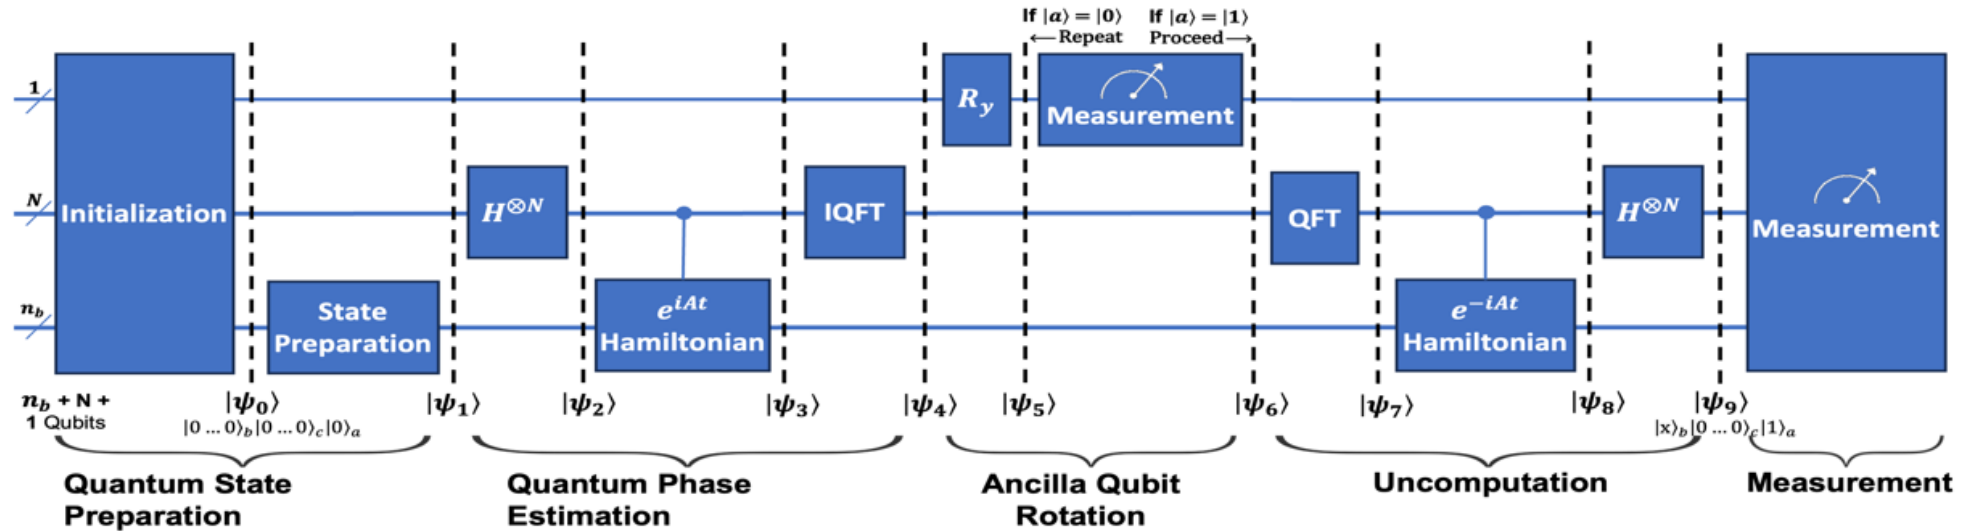 If |a⟩ = |0⟩ If |a⟩ = |1⟩
←Repeat Proceed→
1
R_y
Measurement
N
Initialization
H^{⊗N}
IQFT
QFT
H^{⊗N}
Measurement
n_b
State
Preparation
e^{iAt}
Hamiltonian
e^{-iAt}
Hamiltonian
n_b + N +
1 Qubits
|ψ_0⟩ |ψ_1⟩ |ψ_2⟩ |ψ_3⟩ |ψ_4⟩ |ψ_5⟩ |ψ_6⟩ |ψ_7⟩ |ψ_8⟩ |ψ_9⟩
|0 ... 0⟩_b|0 ... 0⟩_c|0⟩_a
|x⟩_b|0 ... 0⟩_c|1⟩_a
Quantum State
Preparation
Quantum Phase
Estimation
Ancilla Qubit
Rotation
Uncomputation
Measurement